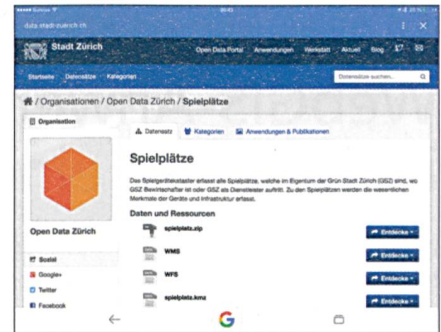 data.stadt-zuerich.ch
Stadt Zürich
Open Data Portal Anwendungen Werkstatt Aktuell Blog
Startseite Datensätze Kategorien
Datensätze suchen...
/ Organisationen / Open Data Zürich / Spielplätze
Organisation
Datensatz Kategorien Anwendungen & Publikationen
Spielplätze
Das Spielgerätekataster erfasst alle Spielplätze, welche im Eigentum der Grün Stadt Zürich (GSZ) sind, wo
GSZ Bewirtschafter ist oder GSZ als Dienstleister auftritt. Zu den Spielplätzen werden die wesentlichen
Merkmale der Geräte und Infrastruktur erfasst.
Daten und Ressourcen
Open Data Zürich
spielplatz.zip
Entdecke
WMS
Entdecke
Sozial
Google+
WFS
Entdecke
Twitter
Facebook
spielplatz.kmz
Entdecke
G